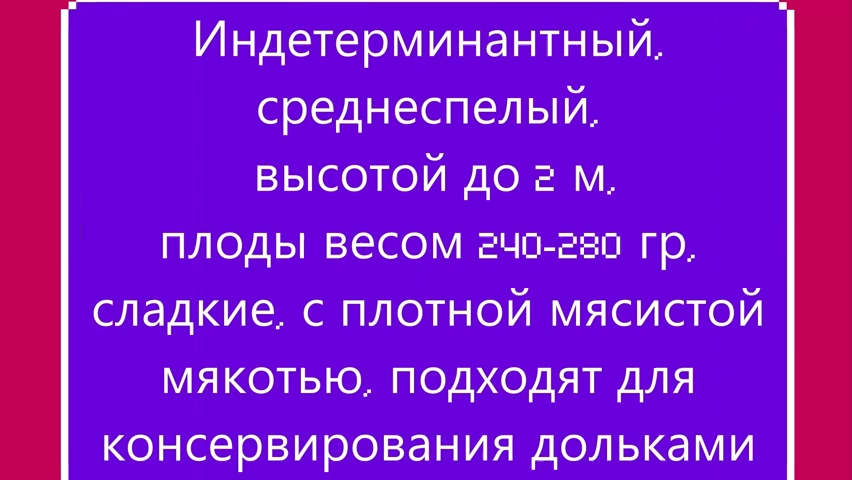 Индетерминантный,
среднеспелый,
высотой до 2 м,
плоды весом 240-280 гр,
сладкие, с плотной мясистой
мякотью, подходят для
консервирования дольками